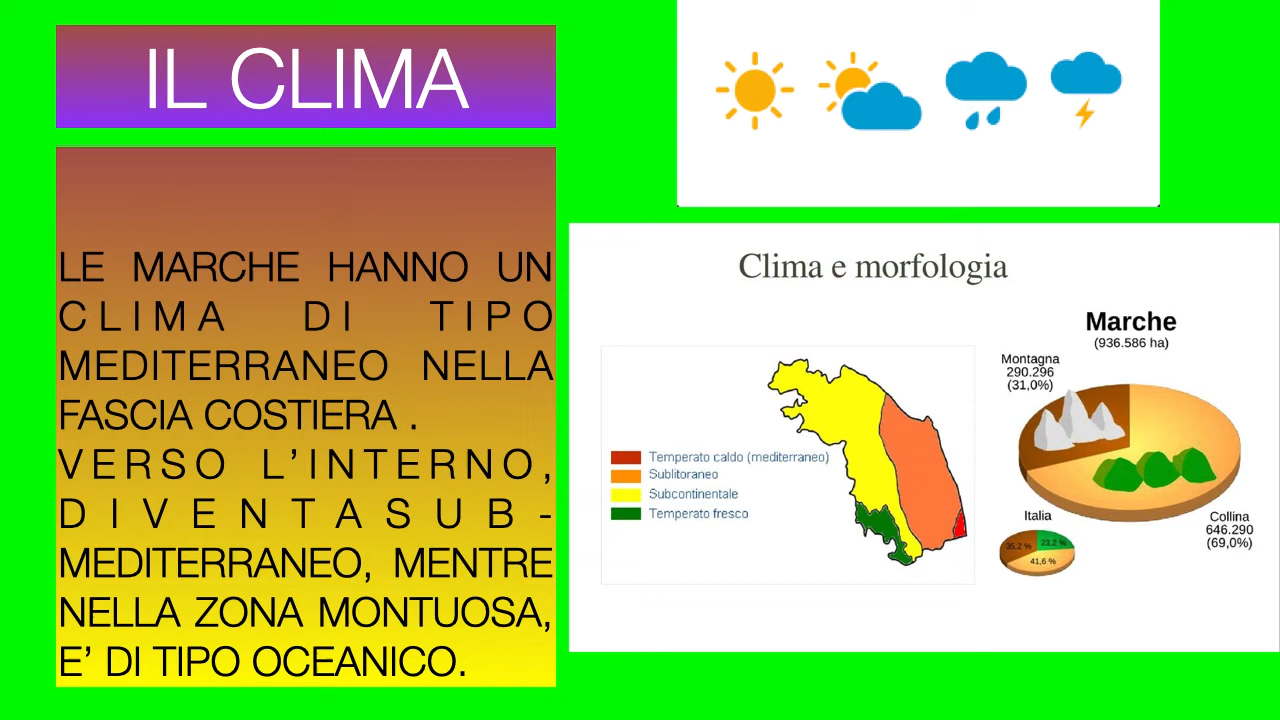 IL CLIMA
LE MARCHE HANNO UN
CLIMA DI TIPO
MEDITERRANEO NELLA
FASCIA COSTIERA .
VERSO L’INTERNO,
DIVENTASUB-
MEDITERRANEO, MENTRE
NELLA ZONA MONTUOSA,
E’ DI TIPO OCEANICO.
Clima e morfologia
Temperato caldo (mediterraneo)
Sublitoraneo
Subcontinentale
Temperato fresco
Marche
(936.586 ha)
Montagna
290.296
(31,0%)
Collina
646.290
(69,0%)
Italia
35,2 %
23,2 %
41,6 %